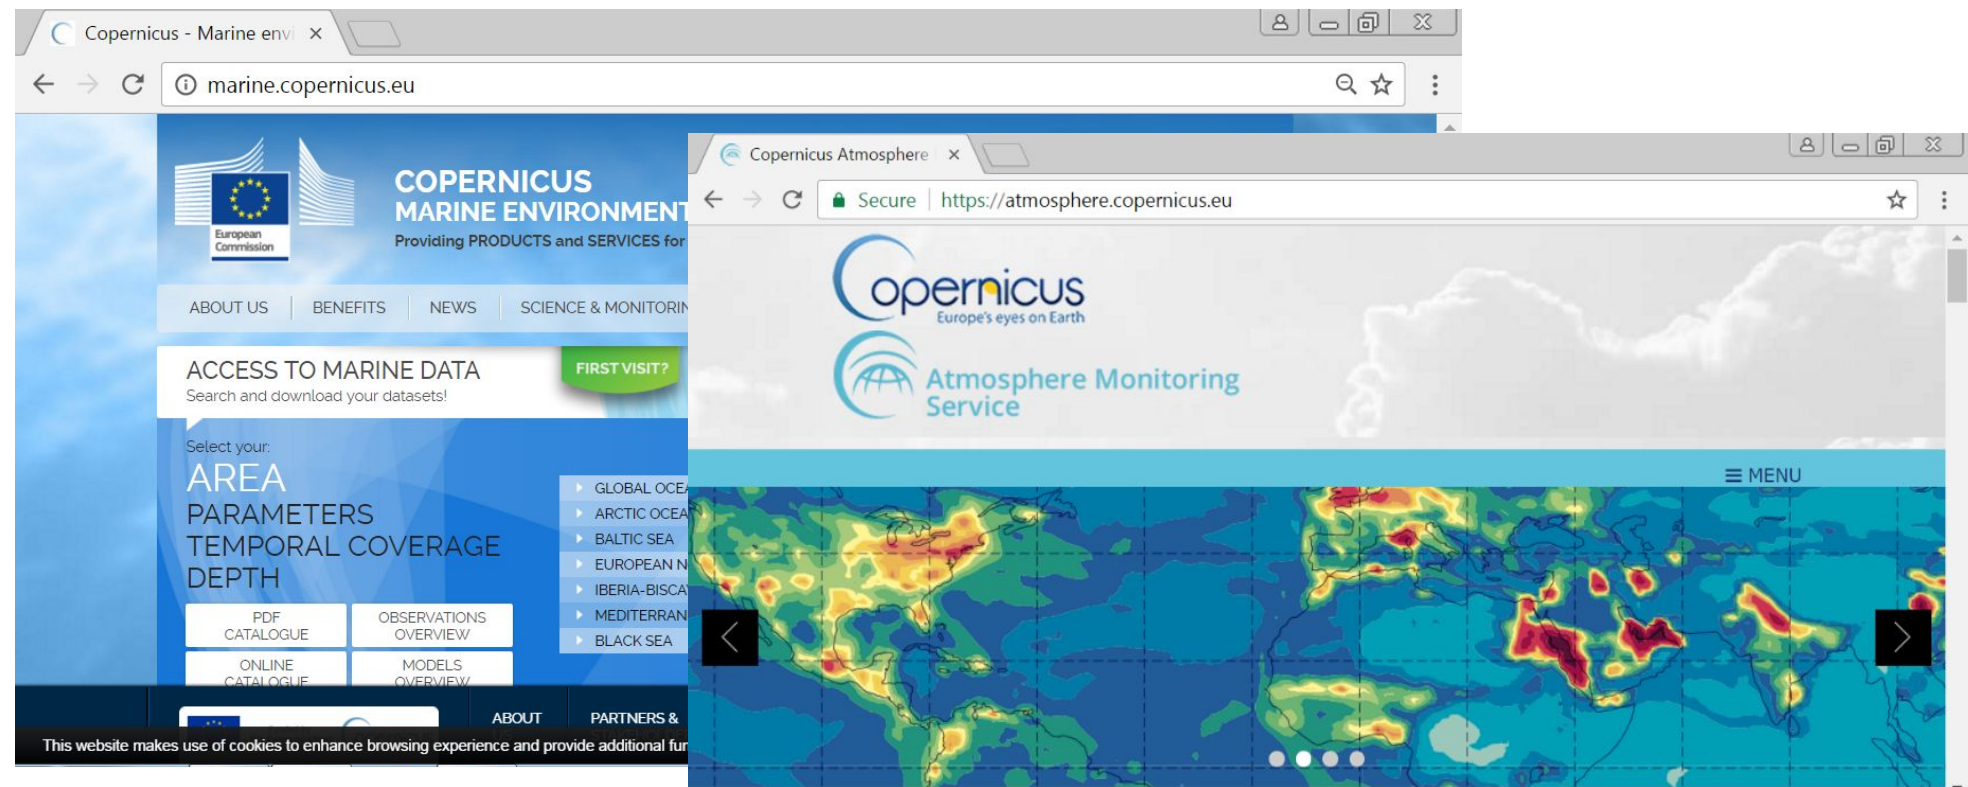 Copernicus - Marine envi
marine.copernicus.eu
European
Commission
COPERNICUS
MARINE ENVIRONMENT
Providing PRODUCTS and SERVICES for
ABOUT US
BENEFITS
NEWS
SCIENCE & MONITORIN
ACCESS TO MARINE DATA
Search and download your datasets!
FIRST VISIT?
Select your:
AREA
PARAMETERS
TEMPORAL COVERAGE
DEPTH
GLOBAL OCEA
ARCTIC OCEA
BALTIC SEA
EUROPEAN N
IBERIA-BISCA
MEDITERRAN
BLACK SEA
PDF
CATALOGUE
OBSERVATIONS
OVERVIEW
ONLINE
CATALOGUE
MODELS
OVERVIEW
ABOUT
PARTNERS &
This website makes use of cookies to enhance browsing experience and provide additional fur
Copernicus Atmosphere
Secure
https://atmosphere.copernicus.eu
Copernicus
Europe's eyes on Earth
Atmosphere Monitoring
Service
MENU